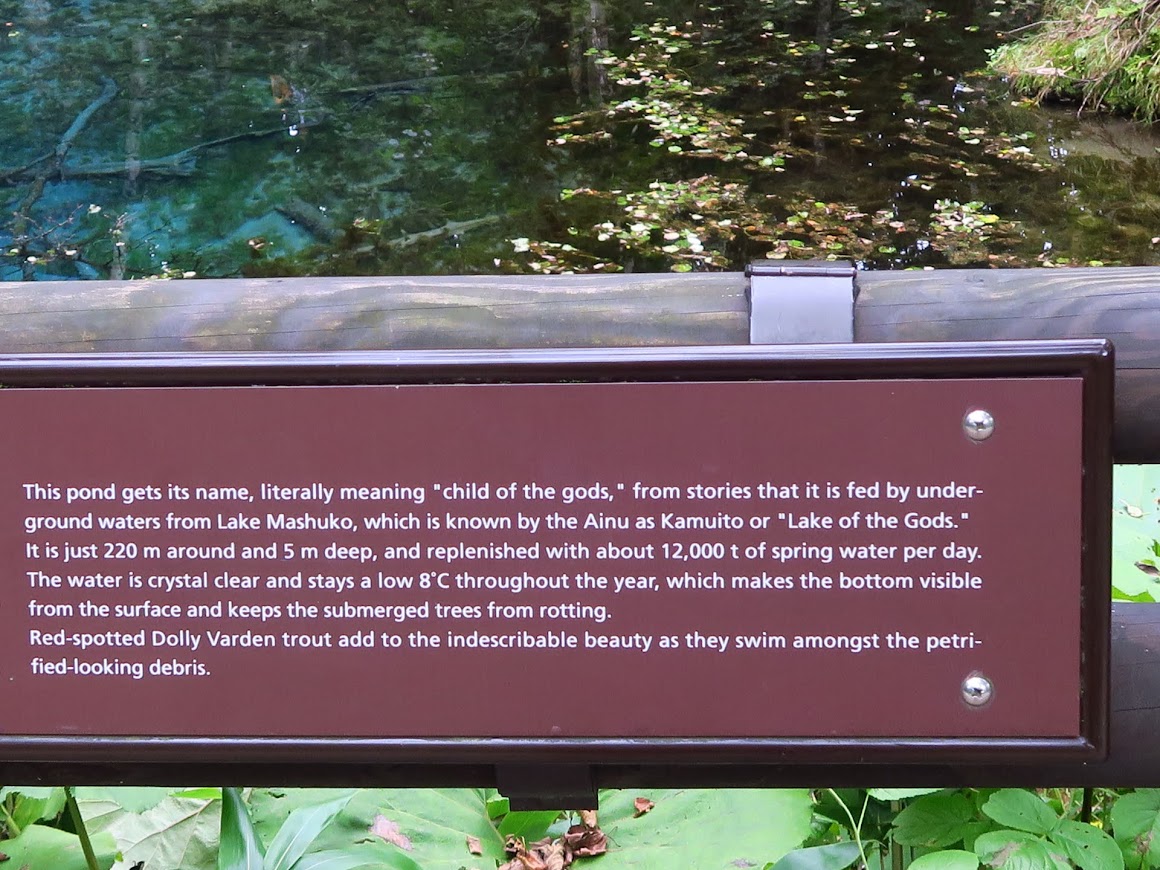 This pond gets its name, literally meaning "child of the gods," from stories that it is fed by under-
ground waters from Lake Mashuko, which is known by the Ainu as Kamuito or "Lake of the Gods."
It is just 220 m around and 5 m deep, and replenished with about 12,000 t of spring water per day.
The water is crystal clear and stays a low 8°C throughout the year, which makes the bottom visible
from the surface and keeps the submerged trees from rotting.
Red-spotted Dolly Varden trout add to the indescribable beauty as they swim amongst the petri-
fied-looking debris.